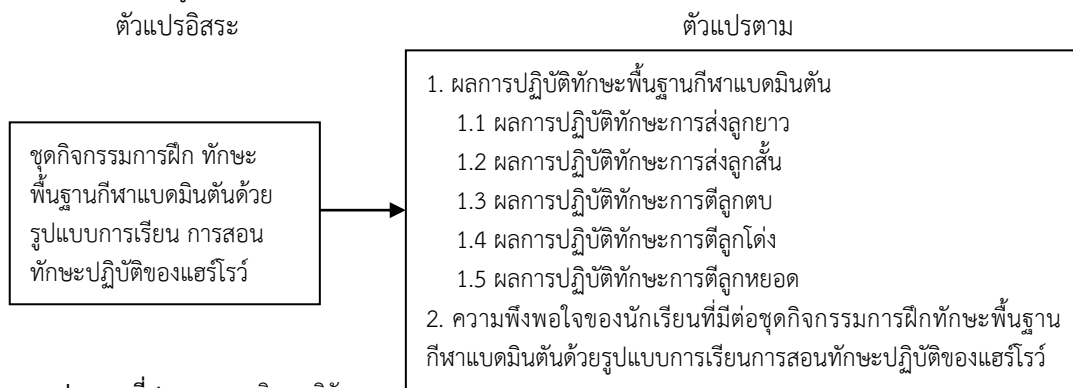 ตัวแปรอิสระ
ตัวแปรตาม
ชุดกิจกรรมการฝึก ทักษะ
พื้นฐานกีฬาแบดมินตันด้วย
รูปแบบการเรียน การสอน
ทักษะปฏิบัติของแฮร์โรว์
1. ผลการปฏิบัติทักษะพื้นฐานกีฬาแบดมินตัน
1.1 ผลการปฏิบัติทักษะการส่งลูกยาว
1.2 ผลการปฏิบัติทักษะการส่งลูกสั้น
1.3 ผลการปฏิบัติทักษะการตีลูกตบ
1.4 ผลการปฏิบัติทักษะการตีลูกโด่ง
1.5 ผลการปฏิบัติทักษะการตีลูกหยอด
2. ความพึงพอใจของนักเรียนที่มีต่อชุดกิจกรรมการฝึกทักษะพื้นฐาน
กีฬาแบดมินตันด้วยรูปแบบการเรียนการสอนทักษะปฏิบัติของแฮร์โรว์